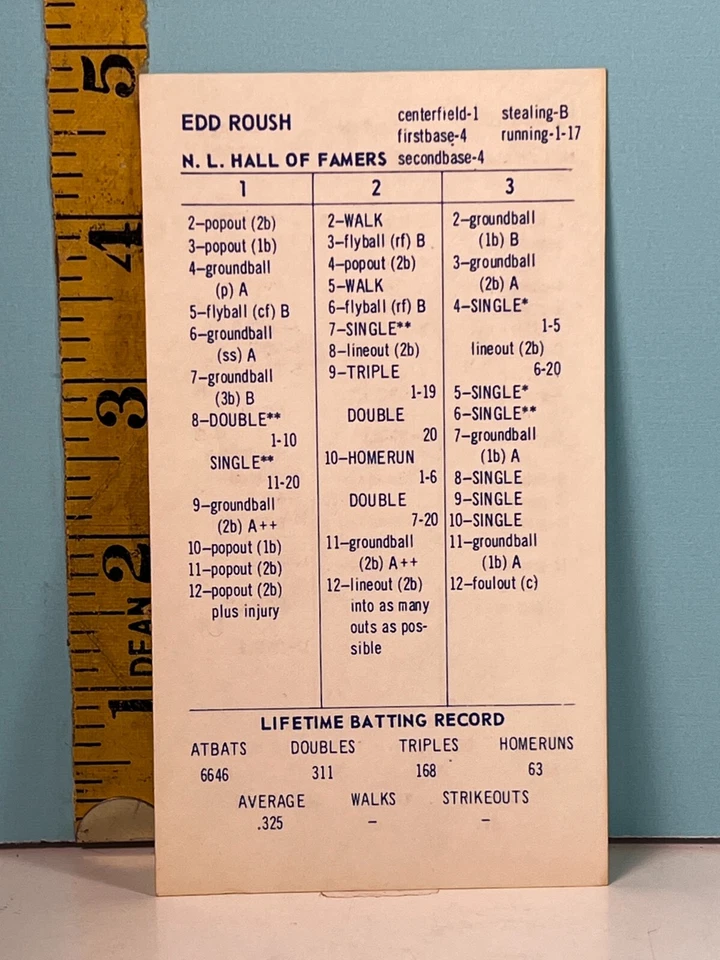 EDD ROUSH
centerfield-1 stealing-B
firstbase-4 running-1-17
N. L. HALL OF FAMERS secondbase-4
1
2-popout (2b)
3-popout (1b)
4-groundball
(p) A
5-flyball (cf) B
6-groundball
(ss) A
7-groundball
(3b) B
8-DOUBLE**
1-10
SINGLE**
11-20
9-groundball
(2b) A++
10-popout (1b)
11-popout (2b)
12-popout (2b)
plus injury
2
2-WALK
3-flyball (rf) B
4-popout (2b)
5-WALK
6-flyball (rf) B
7-SINGLE**
8-lineout (2b)
9-TRIPLE
1-19
DOUBLE
20
10-HOMERUN
1-6
DOUBLE
7-20
11-groundball
(2b) A++
12-lineout (2b)
into as many
outs as pos-
sible
3
2-groundball
(1b) B
3-groundball
(2b) A
4-SINGLE*
1-5
lineout (2b)
6-20
5-SINGLE*
6-SINGLE**
7-groundball
(1b) A
8-SINGLE
9-SINGLE
10-SINGLE
11-groundball
(1b) A
12-foulout (c)
LIFETIME BATTING RECORD
ATBATS DOUBLES TRIPLES HOMERUNS
6646 311 168 63
AVERAGE WALKS STRIKEOUTS
.325 – –
5
4
3
2
1
DEAN